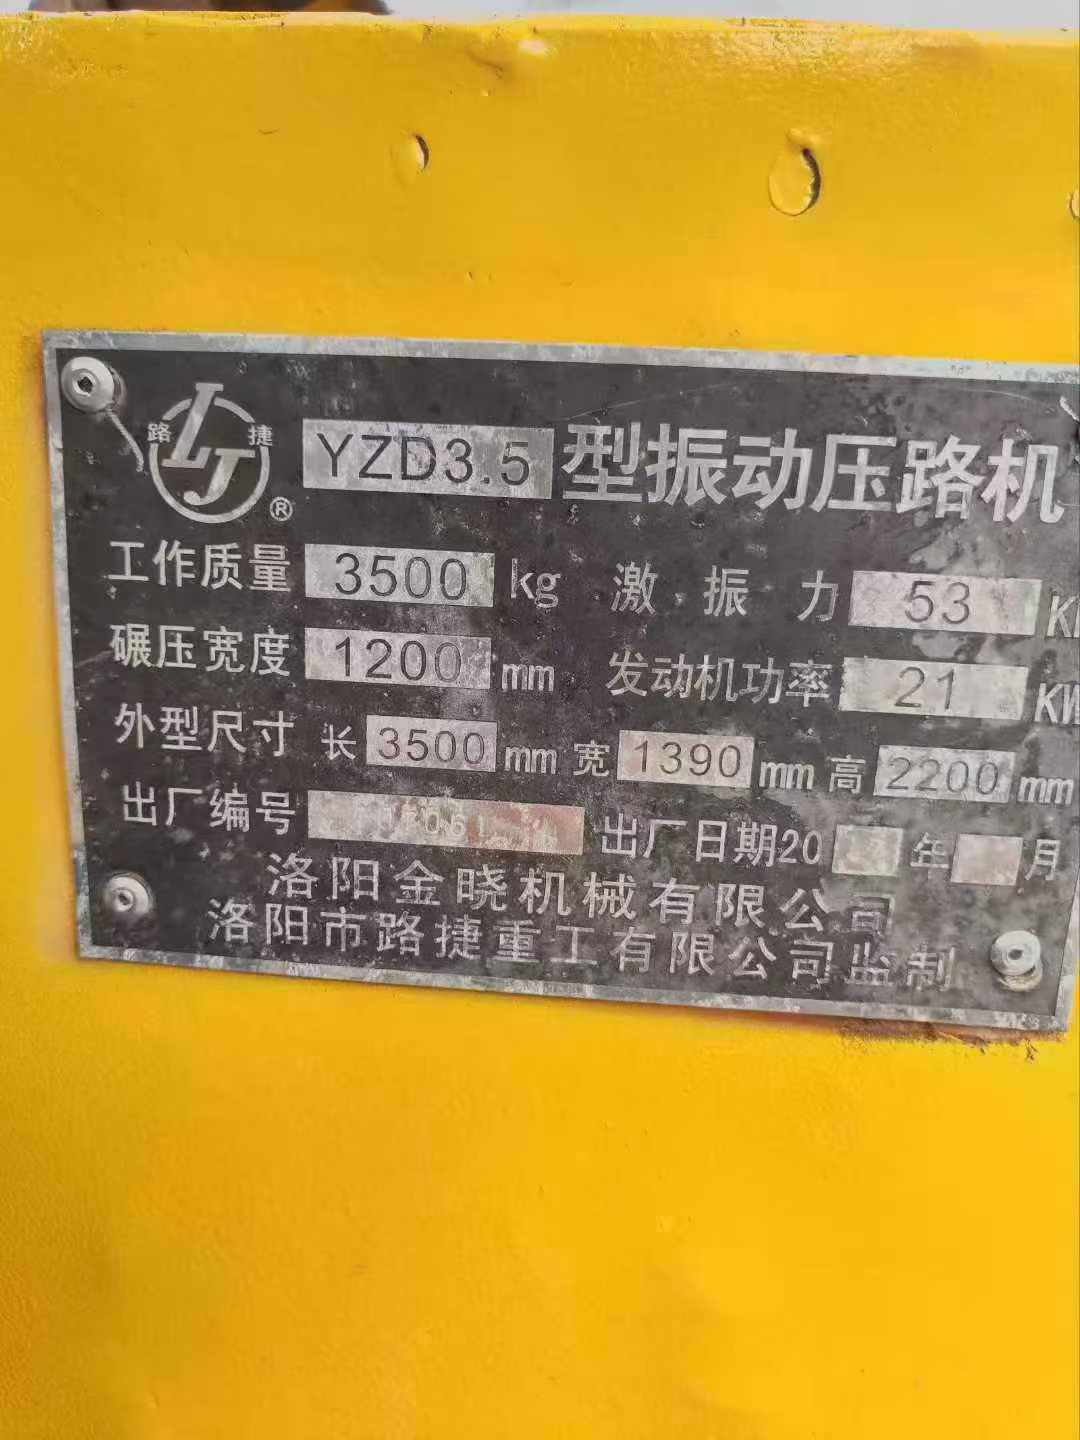 路 LJ 捷 ® YZD3.5 型振动压路机
工作质量 3500 kg 激振力 53 K
碾压宽度 1200 mm 发动机功率 21 KW
外型尺寸 长 3500 mm 宽 1390 mm 高 2200 mm
出厂编号 出厂日期20 年 月
洛阳金晓机械有限公司
洛阳市路捷重工有限公司监制